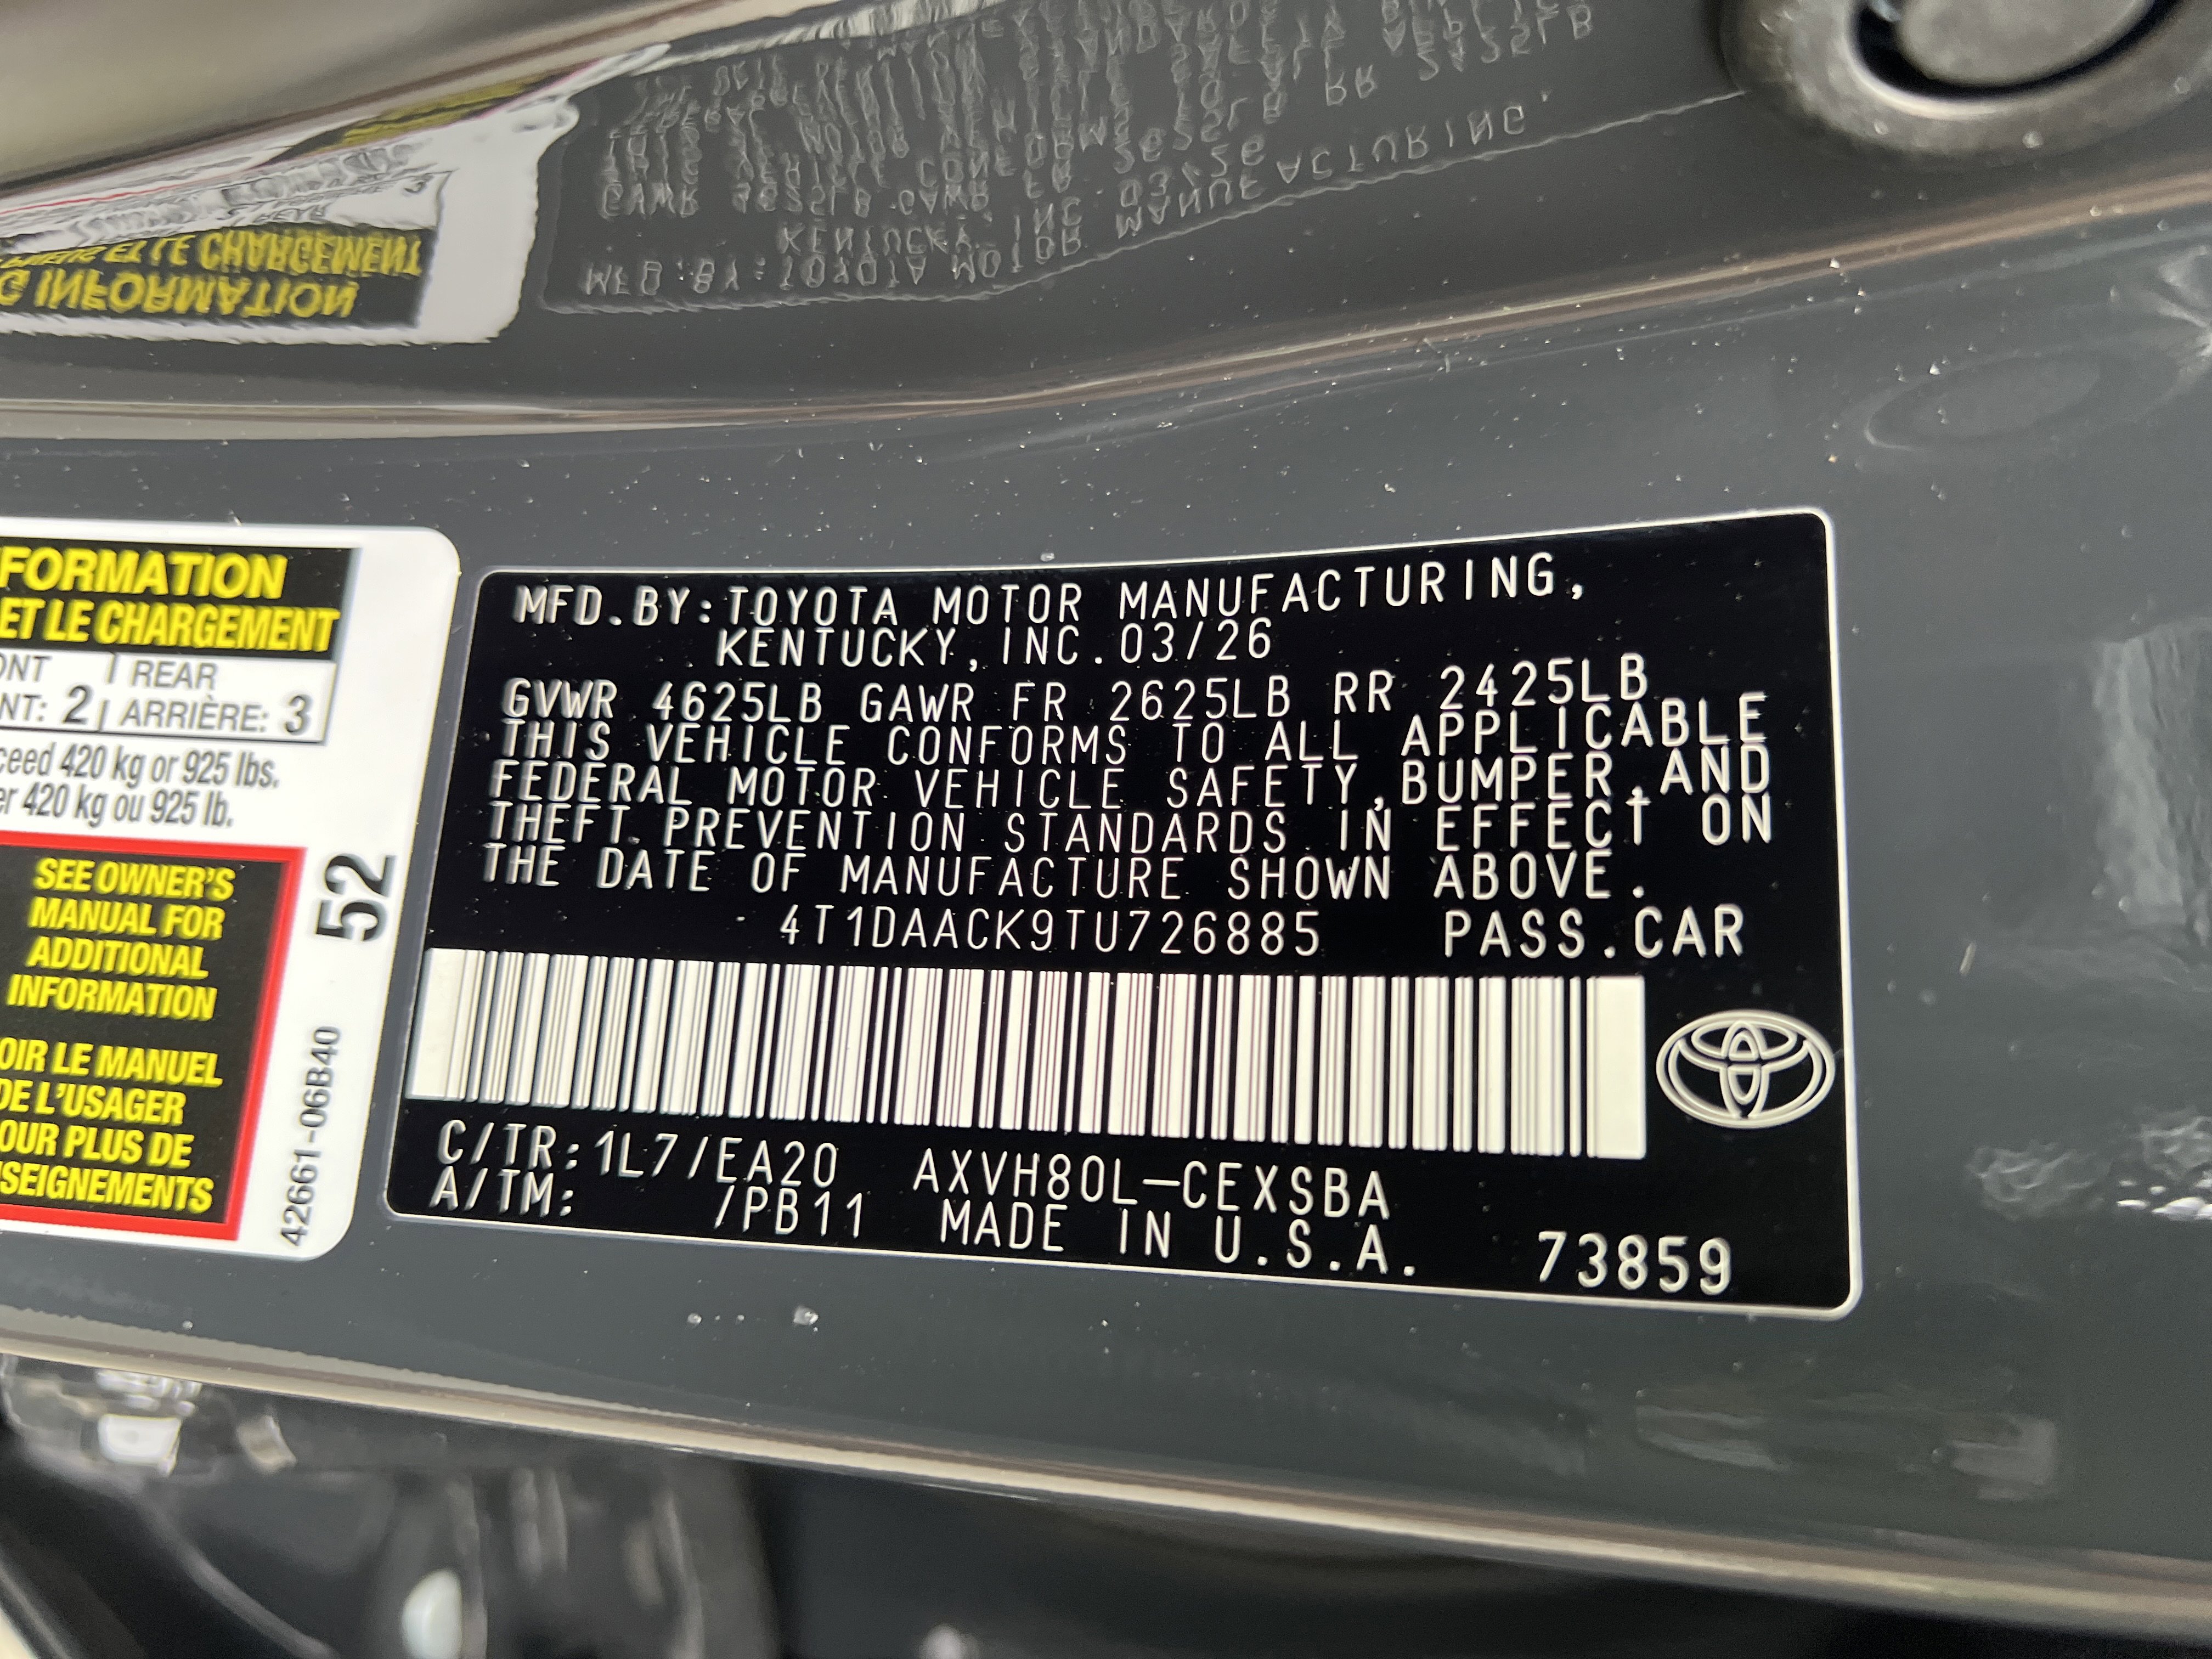 FORMATION
ET LE CHARGEMENT
ONT | REAR
NT: 2 | ARRIÈRE: 3
ceed 420 kg or 925 lbs.
er 420 kg ou 925 lb.
SEE OWNER'S
MANUAL FOR
ADDITIONAL
INFORMATION
OIR LE MANUEL
DE L'USAGER
OUR PLUS DE
SEIGNEMENTS
52
42661-06B40
MFD.BY:TOYOTA MOTOR MANUFACTURING,
KENTUCKY, INC.03/26
GVWR 4625LB GAWR FR 2625LB RR 2425LB
THIS VEHICLE CONFORMS TO ALL APPLICABLE
FEDERAL MOTOR VEHICLE SAFETY,BUMPER,AND
THEFT PREVENTION STANDARDS IN EFFECT ON
THE DATE OF MANUFACTURE SHOWN ABOVE.
4T1DAACK9TU726885 PASS.CAR
C/TR:1L7/EA20 AXVH80L-CEXSBA
A/TM: /PB11 MADE IN U.S.A. 73859